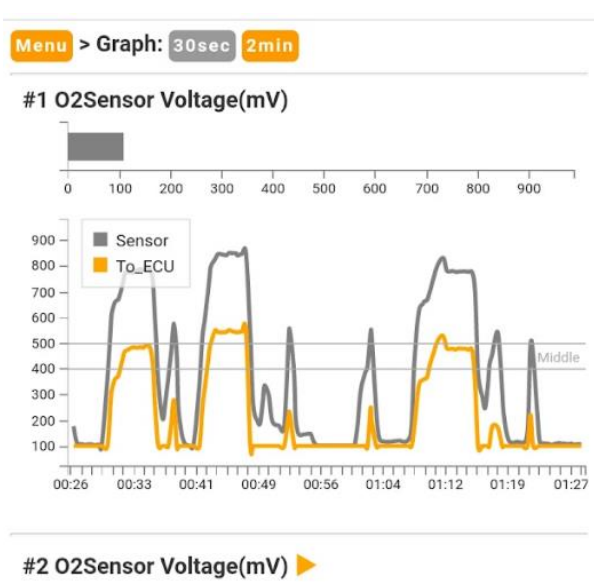 Menu > Graph: 30sec 2min
#1 O2Sensor Voltage(mV)
0 100 200 300 400 500 600 700 800 900
Sensor
To_ECU
900
800
700
600
500
Middle
400
300
200
100
00:26 00:33 00:41 00:49 00:56 01:04 01:12 01:19 01:27
#2 O2Sensor Voltage(mV)